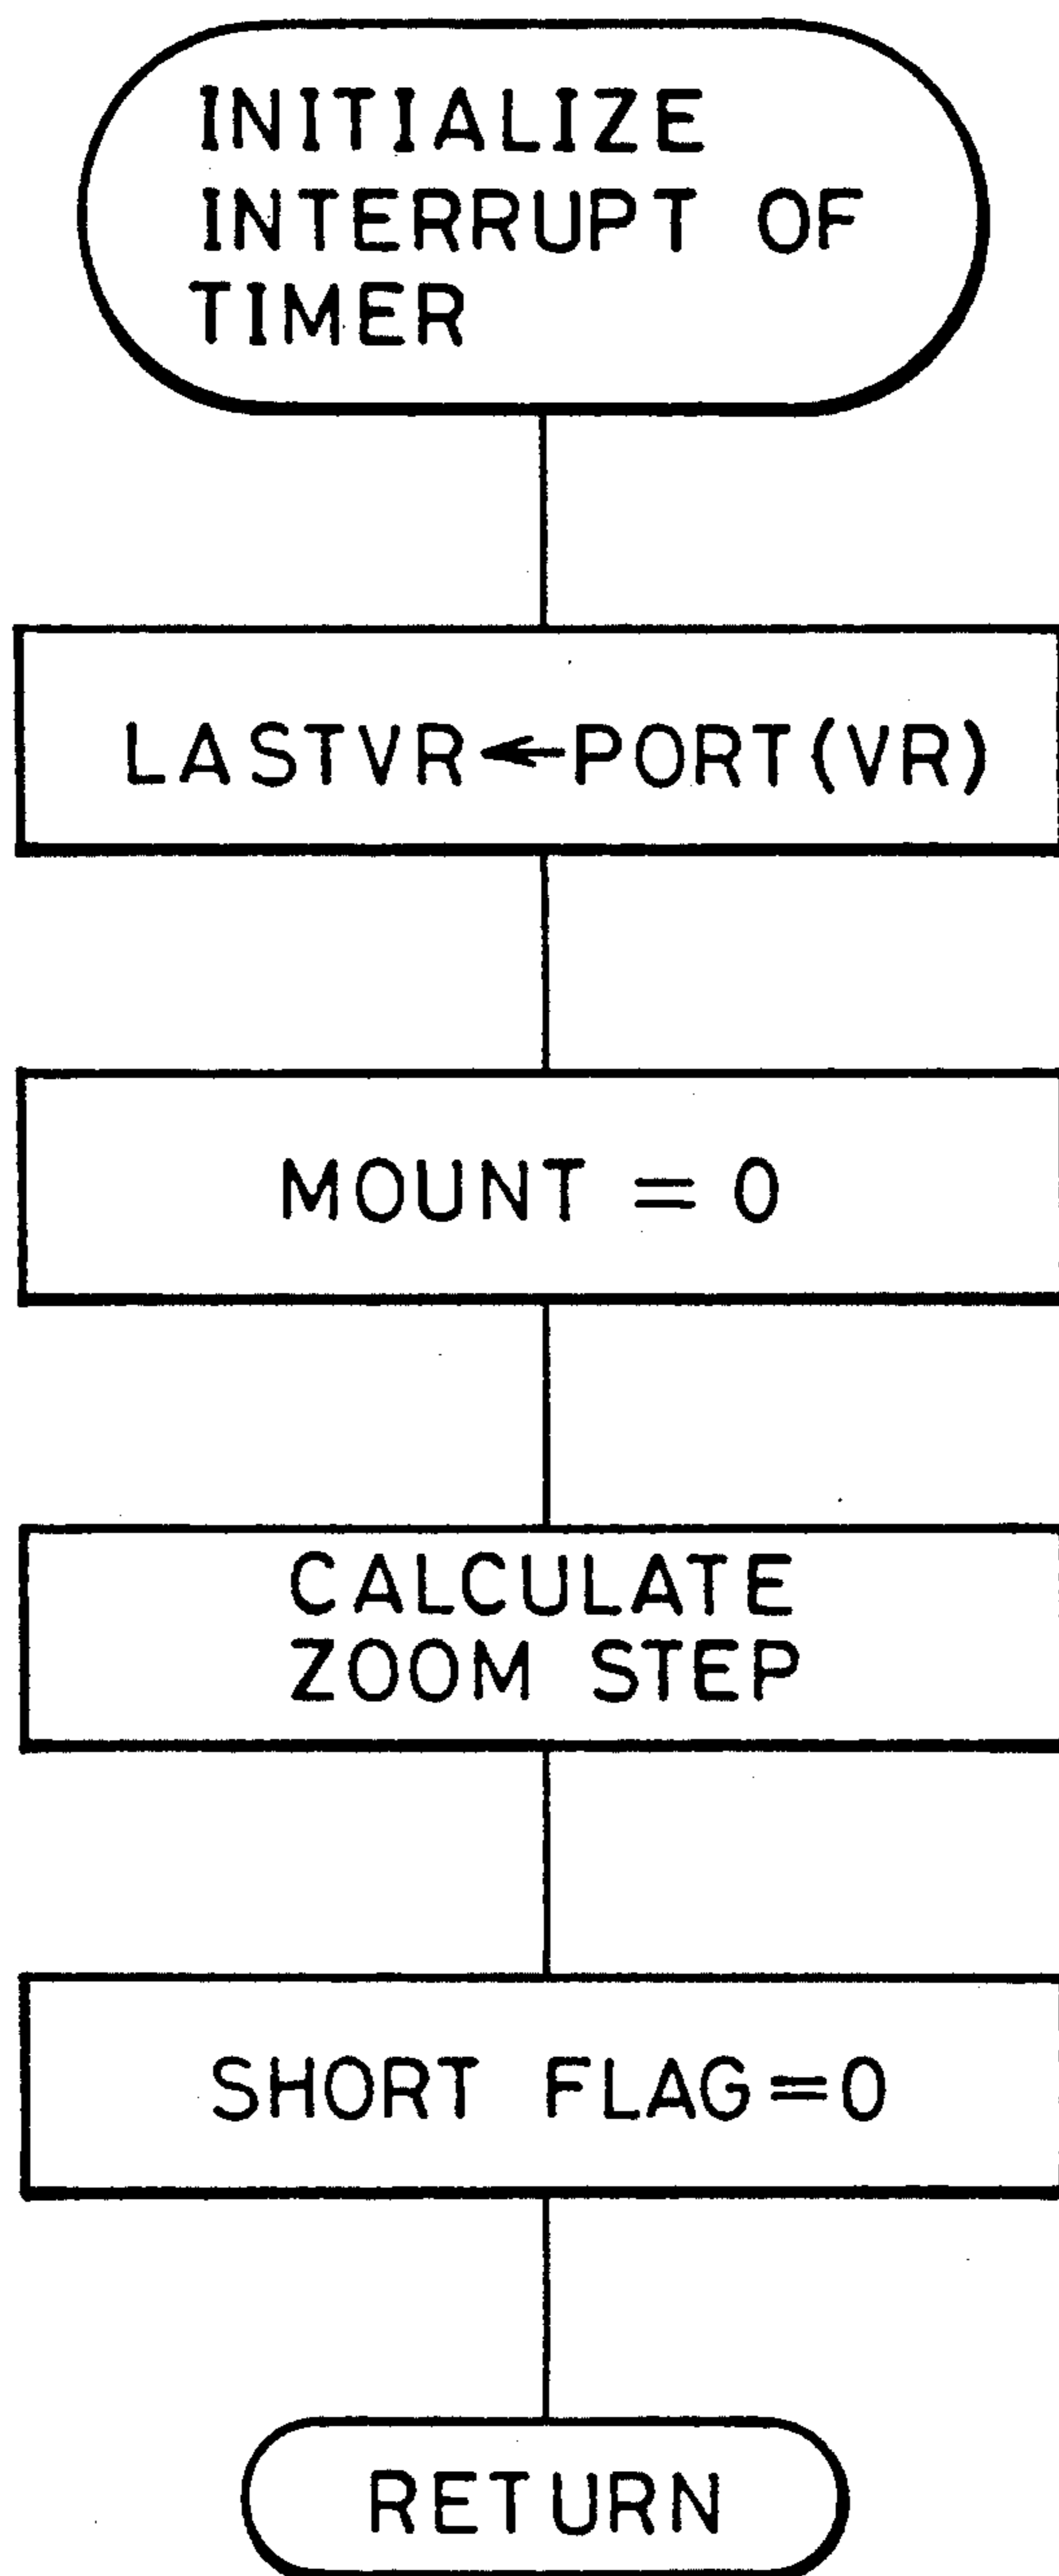 INITIALIZE
INTERRUPT OF
TIMER
LASTVR←PORT(VR)
MOUNT = 0
CALCULATE
ZOOM STEP
SHORT FLAG=0
RETURN